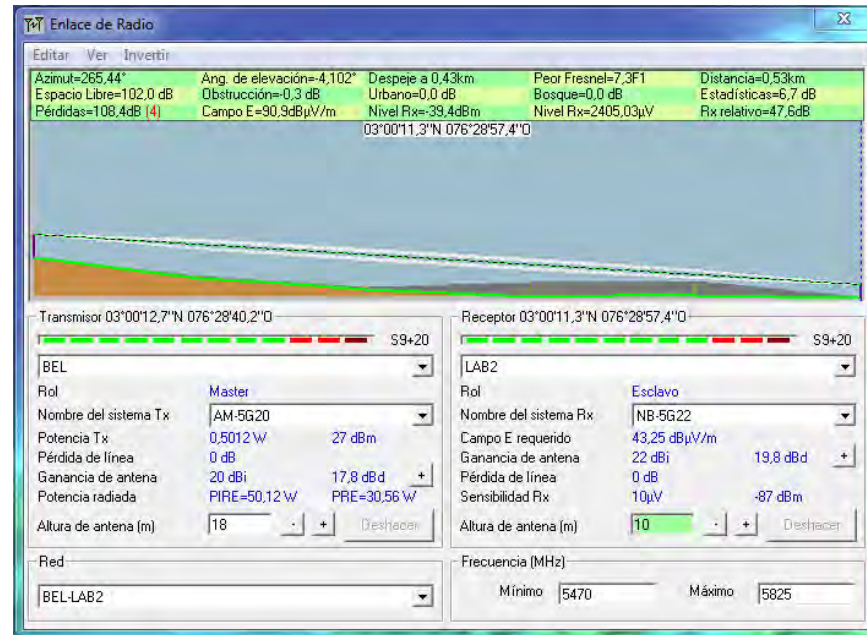 Enlace de Radio
Editar Ver Invertir
Azimut=265,44° Ang. de elevación=-4,102° Despeje a 0,43km Peor Fresnel=7,3F1 Distancia=0,53km
Espacio Libre=102,0 dB Obstrucción=-0,3 dB Urbano=0,0 dB Bosque=0,0 dB Estadísticas=6,7 dB
Pérdidas=108,4dB (4) Campo E=90,9dBµV/m Nivel Rx=-39,4dBm Nivel Rx=2405,03µV Rx relativo=47,6dB
03°00'11,3"N 076°28'57,4"O
Transmisor 03°00'12,7"N 076°28'40,2"O
S9+20
BEL
Rol Master
Nombre del sistema Tx AM-5G20
Potencia Tx 0,5012 W 27 dBm
Pérdida de línea 0 dB
Ganancia de antena 20 dBi 17,8 dBd +
Potencia radiada PIRE=50,12 W PRE=30,56 W
Altura de antena (m) 18 - + Deshacer
Red
BEL-LAB2
Receptor 03°00'11,3"N 076°28'57,4"O
S9+20
LAB2
Rol Esclavo
Nombre del sistema Rx NB-5G22
Campo E requerido 43,25 dBµV/m
Ganancia de antena 22 dBi 19,8 dBd +
Pérdida de línea 0 dB
Sensibilidad Rx 10µV -87 dBm
Altura de antena (m) 10 - + Deshacer
Frecuencia (MHz)
Mínimo 5470 Máximo 5825